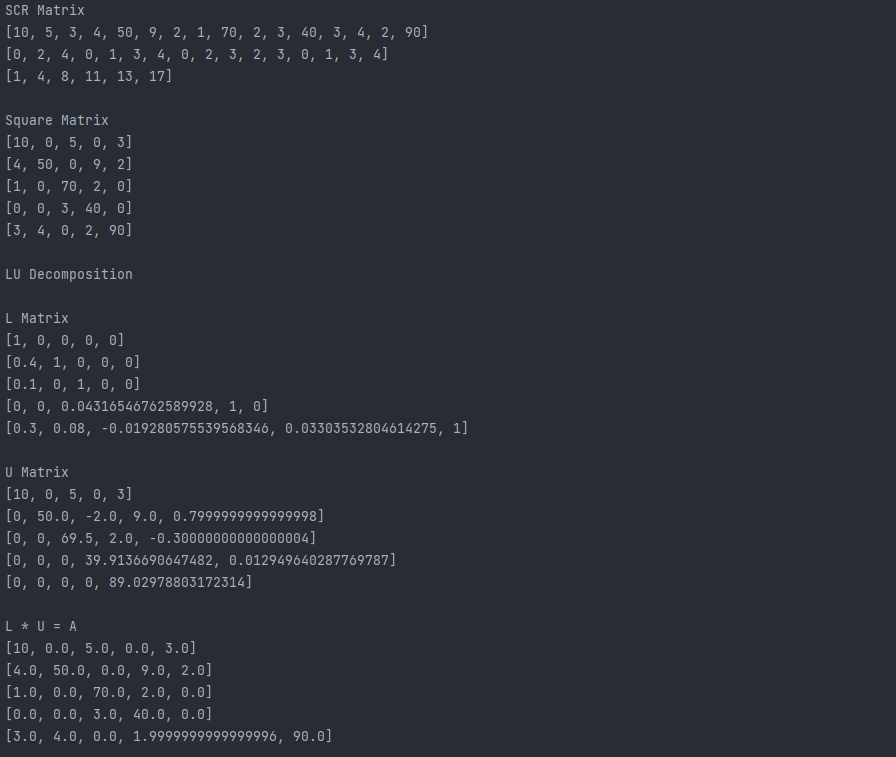 SCR Matrix
[10, 5, 3, 4, 50, 9, 2, 1, 70, 2, 3, 40, 3, 4, 2, 90]
[0, 2, 4, 0, 1, 3, 4, 0, 2, 3, 2, 3, 0, 1, 3, 4]
[1, 4, 8, 11, 13, 17]
Square Matrix
[10, 0, 5, 0, 3]
[4, 50, 0, 9, 2]
[1, 0, 70, 2, 0]
[0, 0, 3, 40, 0]
[3, 4, 0, 2, 90]
LU Decomposition
L Matrix
[1, 0, 0, 0, 0]
[0.4, 1, 0, 0, 0]
[0.1, 0, 1, 0, 0]
[0, 0, 0.04316546762589928, 1, 0]
[0.3, 0.08, -0.019280575539568346, 0.03303532804614275, 1]
U Matrix
[10, 0, 5, 0, 3]
[0, 50.0, -2.0, 9.0, 0.7999999999999998]
[0, 0, 69.5, 2.0, -0.30000000000000004]
[0, 0, 0, 39.9136690647482, 0.012949640287769787]
[0, 0, 0, 0, 89.02978803172314]
L * U = A
[10, 0.0, 5.0, 0.0, 3.0]
[4.0, 50.0, 0.0, 9.0, 2.0]
[1.0, 0.0, 70.0, 2.0, 0.0]
[0.0, 0.0, 3.0, 40.0, 0.0]
[3.0, 4.0, 0.0, 1.9999999999999996, 90.0]